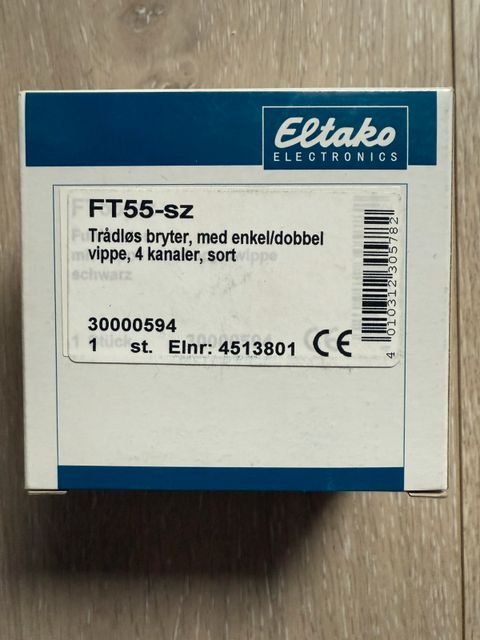 Eltako
ELECTRONICS
FT55-sz
Trådløs bryter, med enkel/dobbel
vippe, 4 kanaler, sort
schwarz
30000594
1 st. Elnr: 4513801 CE
4 010312 305782